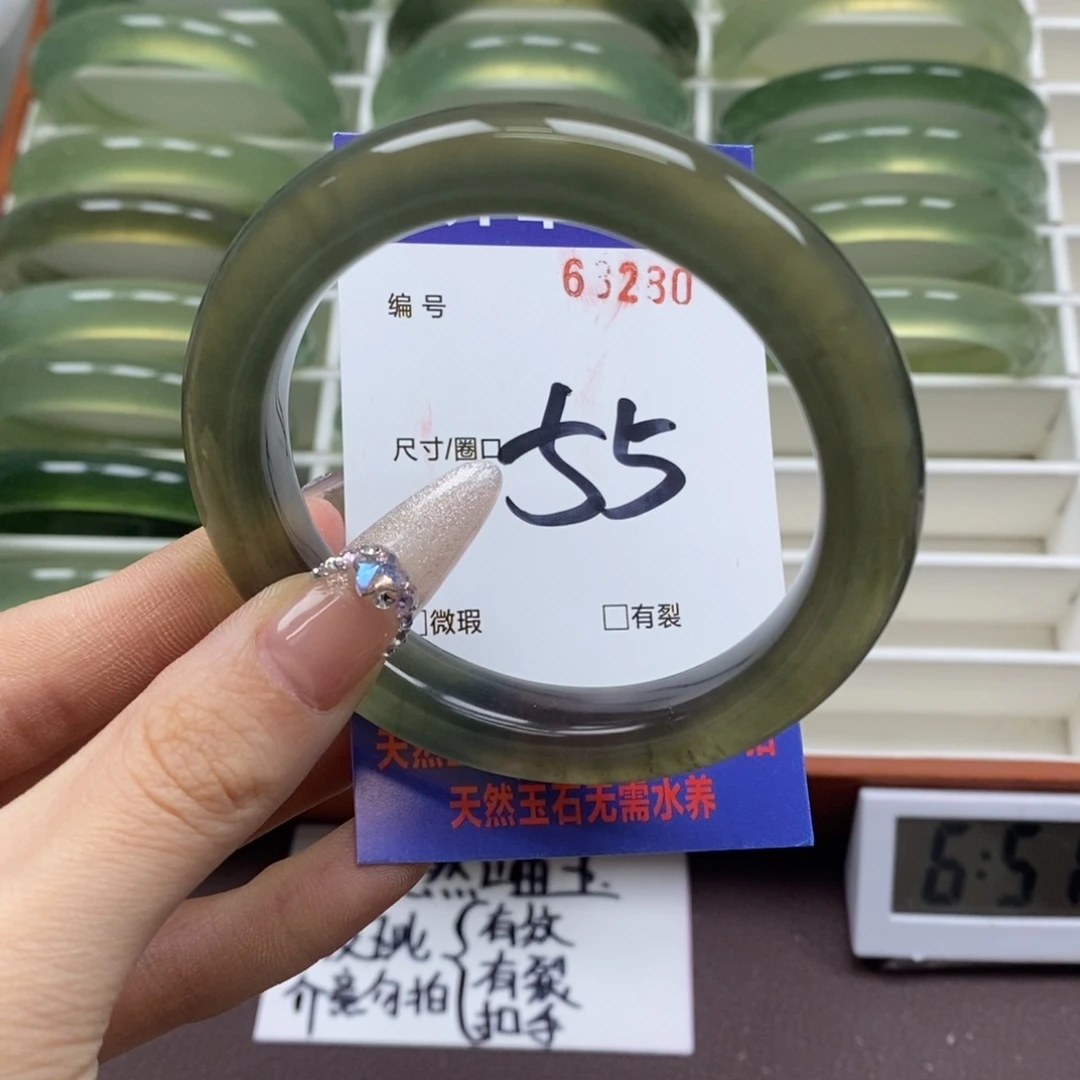 编号 63230
尺寸/圈口 55
微瑕 □有裂
天然玉石无需水养
有纹
介意勿拍 有裂
扣手
6:51